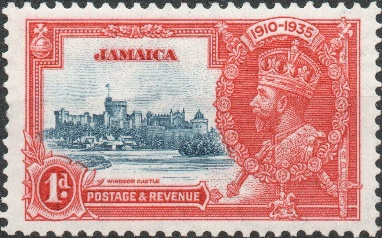 1910-1935
JAMAICA
WINDSOR CASTLE
1d
POSTAGE & REVENUE